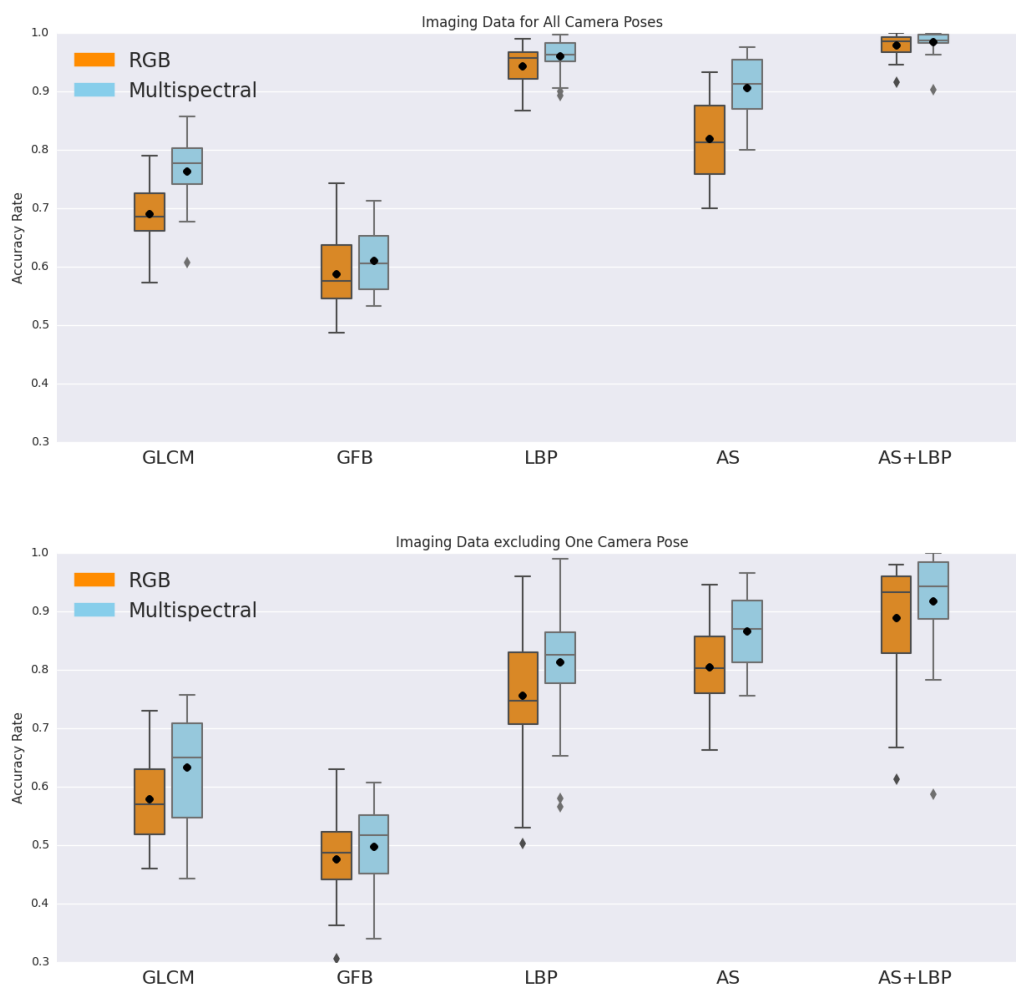 Imaging Data for All Camera Poses
1.0
0.9
0.8
0.7
0.6
0.5
0.4
0.3
Accuracy Rate
RGB
Multispectral
GLCM GFB LBP AS AS+LBP
Imaging Data excluding One Camera Pose
1.0
0.9
0.8
0.7
0.6
0.5
0.4
0.3
Accuracy Rate
RGB
Multispectral
GLCM GFB LBP AS AS+LBP